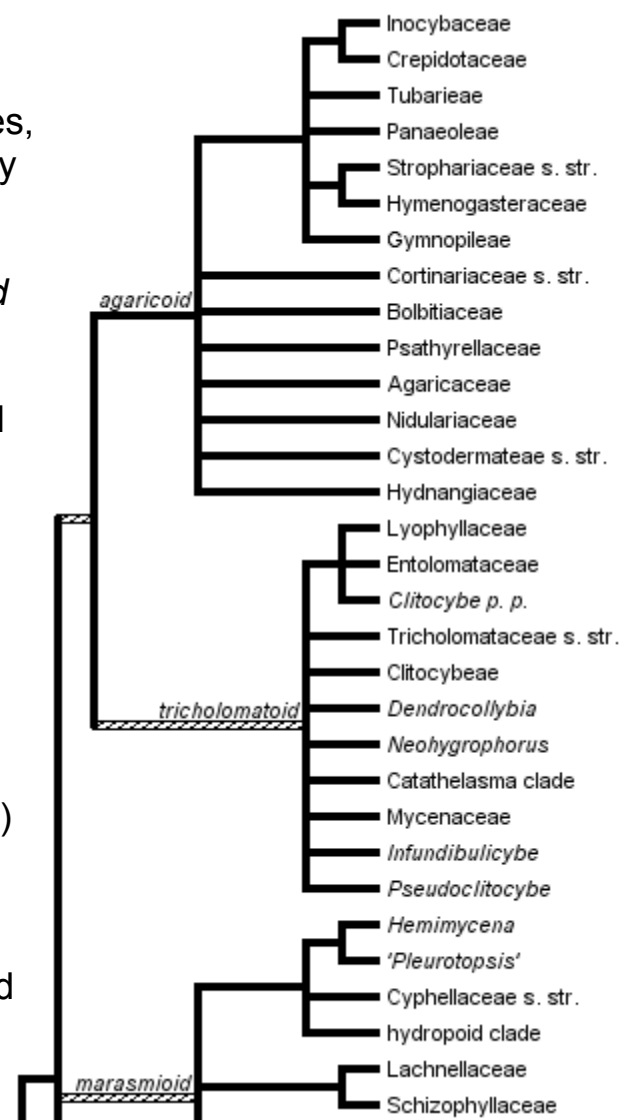 Inocybaceae
Crepidotaceae
Tubarieae
es,
Panaeoleae
y
Strophariaceae s. str.
Hymenogasteraceae
Gymnopileae
Cortinariaceae s. str.
d
agaricoid
Bolbitiaceae
Psathyrellaceae
Agaricaceae
Nidulariaceae
Cystodermateae s. str.
Hydnangiaceae
Lyophyllaceae
Entolomataceae
Clitocybe p. p.
Tricholomataceae s. str.
Clitocybeae
tricholomatoid
Dendrocollybia
Neohygrophorus
Catathelasma clade
)
Mycenaceae
Infundibulicybe
Pseudoclitocybe
Hemimycena
'Pleurotopsis'
d
Cyphellaceae s. str.
hydropoid clade
Lachnellaceae
marasmioid
Schizophyllaceae